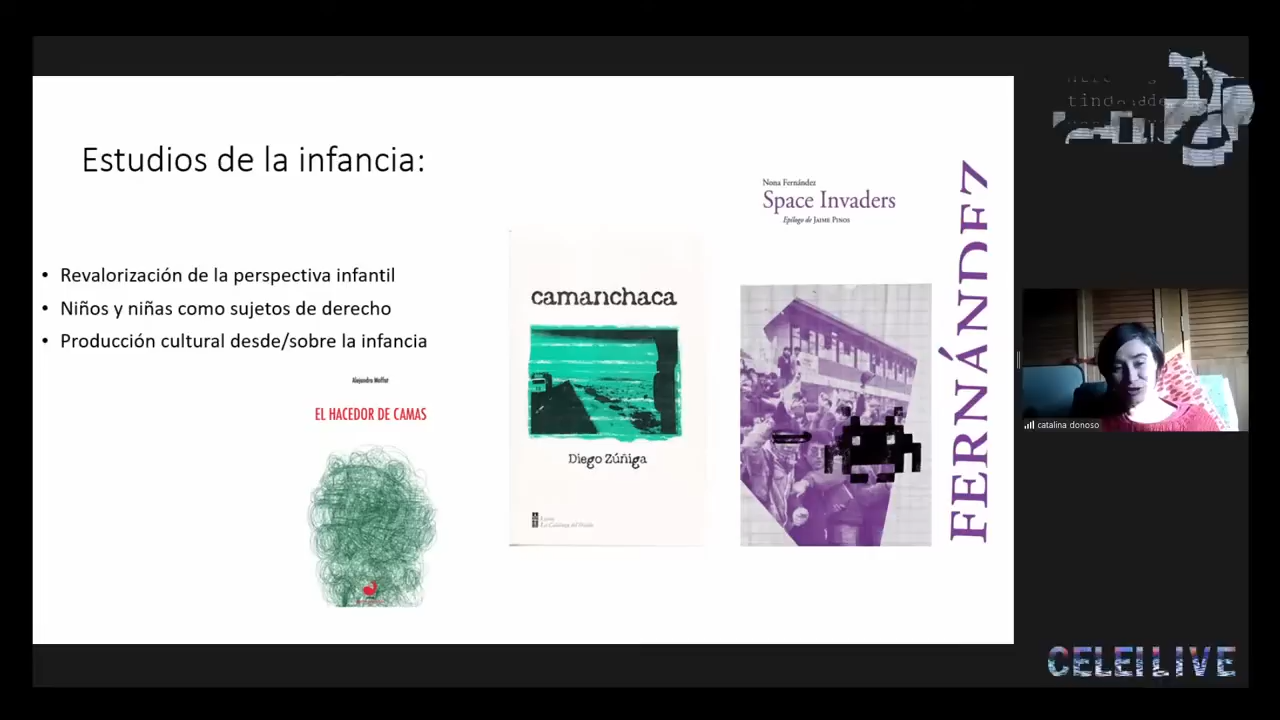 Estudios de la infancia:
• Revalorización de la perspectiva infantil
• Niños y niñas como sujetos de derecho
• Producción cultural desde/sobre la infancia
Alejandra Moffat
EL HACEDOR DE CAMAS
camanchaca
Diego Zúñiga
Nona Fernández
Space Invaders
Epílogo de JAIME PINOS
FERNÁNDEZ
catalina donoso
CELEI LIVE